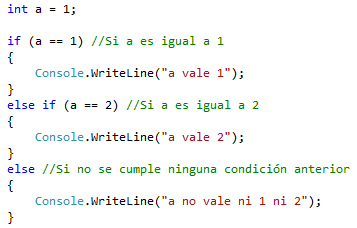 int a = 1;
if (a == 1) //Si a es igual a 1
{
Console.WriteLine("a vale 1");
}
else if (a == 2) //Si a es igual a 2
{
Console.WriteLine("a vale 2");
}
else //Si no se cumple ninguna condición anterior
{
Console.WriteLine("a no vale ni 1 ni 2");
}